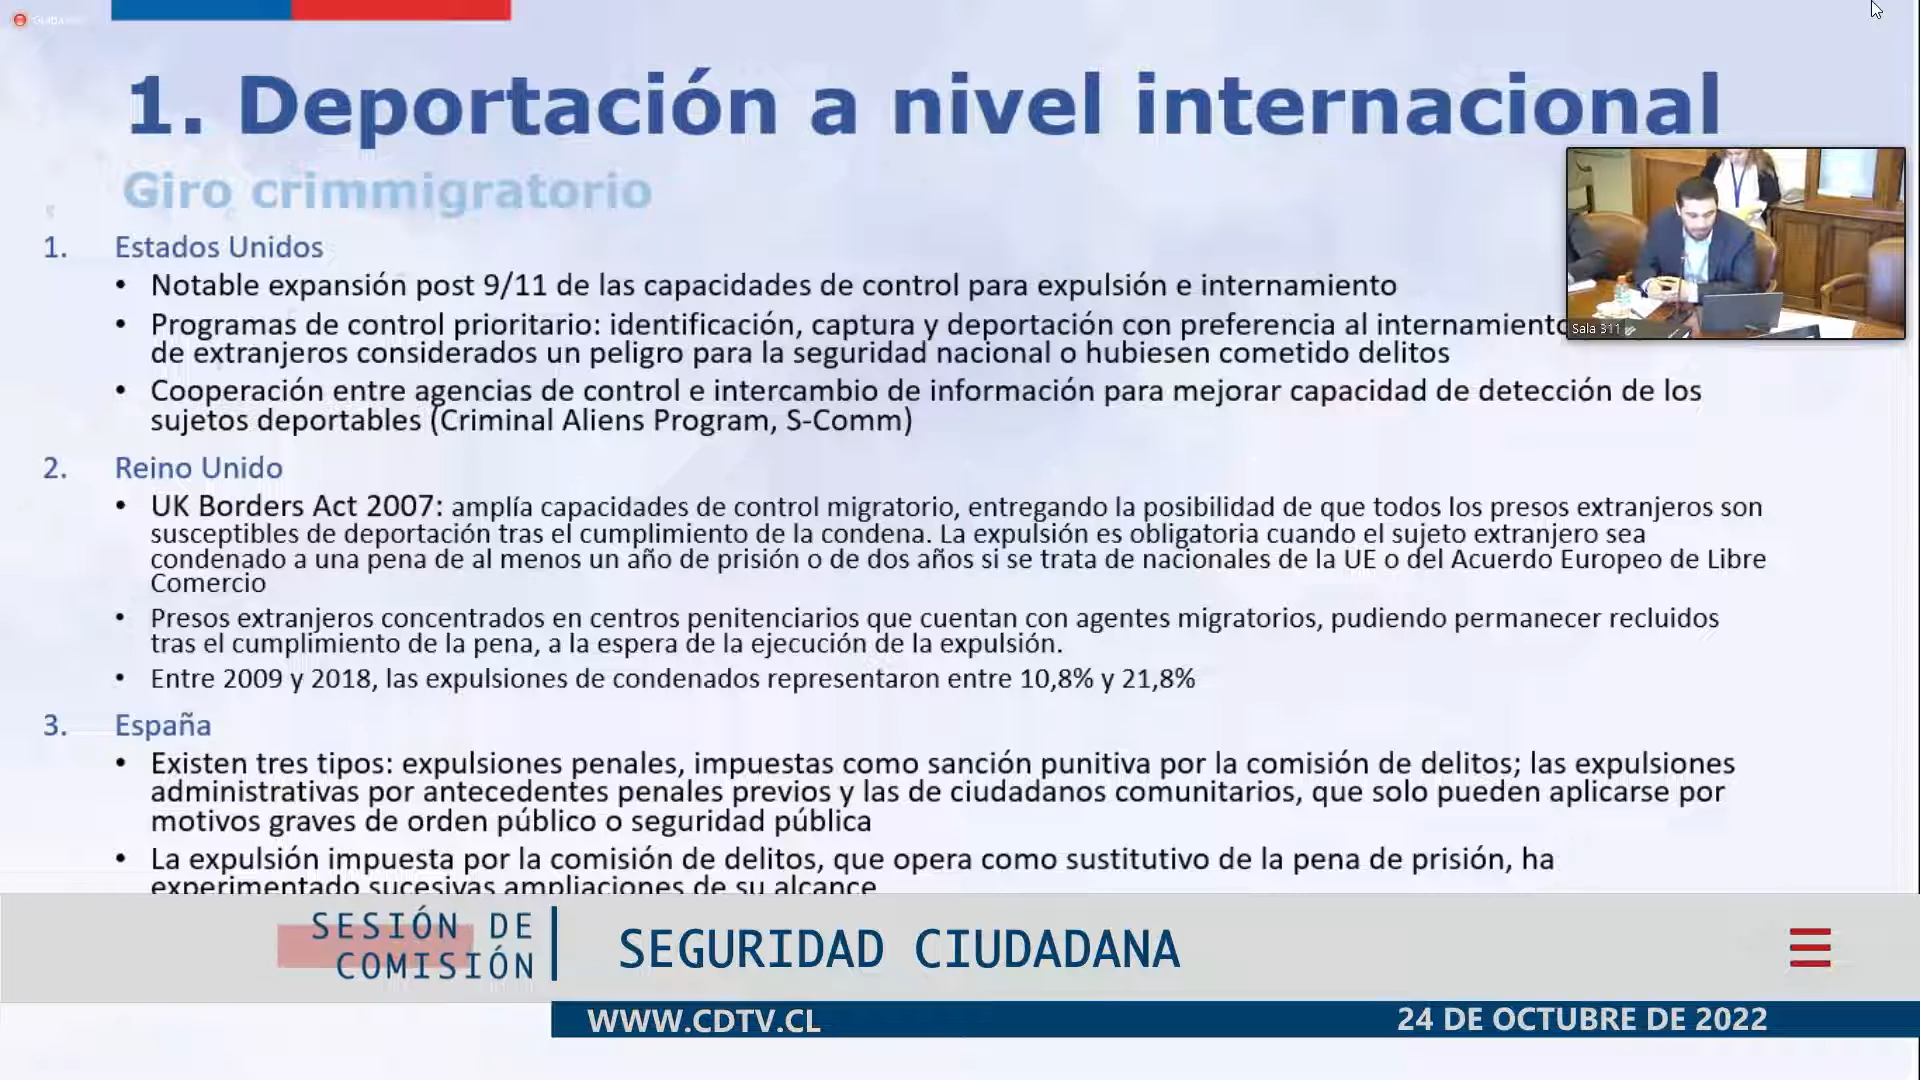 1. Deportación a nivel internacional
Giro crimmigratorio
1. Estados Unidos
• Notable expansión post 9/11 de las capacidades de control para expulsión e internamiento
• Programas de control prioritario: identificación, captura y deportación con preferencia al internamiento
de extranjeros considerados un peligro para la seguridad nacional o hubiesen cometido delitos
• Cooperación entre agencias de control e intercambio de información para mejorar capacidad de detección de los
sujetos deportables (Criminal Aliens Program, S-Comm)
2. Reino Unido
• UK Borders Act 2007: amplía capacidades de control migratorio, entregando la posibilidad de que todos los presos extranjeros son
susceptibles de deportación tras el cumplimiento de la condena. La expulsión es obligatoria cuando el sujeto extranjero sea
condenado a una pena de al menos un año de prisión o de dos años si se trata de nacionales de la UE o del Acuerdo Europeo de Libre
Comercio
• Presos extranjeros concentrados en centros penitenciarios que cuentan con agentes migratorios, pudiendo permanecer recluidos
tras el cumplimiento de la pena, a la espera de la ejecución de la expulsión.
• Entre 2009 y 2018, las expulsiones de condenados representaron entre 10,8% y 21,8%
3. España
• Existen tres tipos: expulsiones penales, impuestas como sanción punitiva por la comisión de delitos; las expulsiones
administrativas por antecedentes penales previos y las de ciudadanos comunitarios, que solo pueden aplicarse por
motivos graves de orden público o seguridad pública
• La expulsión impuesta por la comisión de delitos, que opera como sustitutivo de la pena de prisión, ha
experimentado sucesivas ampliaciones de su alcance
Sala 311
SESIÓN DE
COMISIÓN
SEGURIDAD CIUDADANA
WWW.CDTV.CL
24 DE OCTUBRE DE 2022